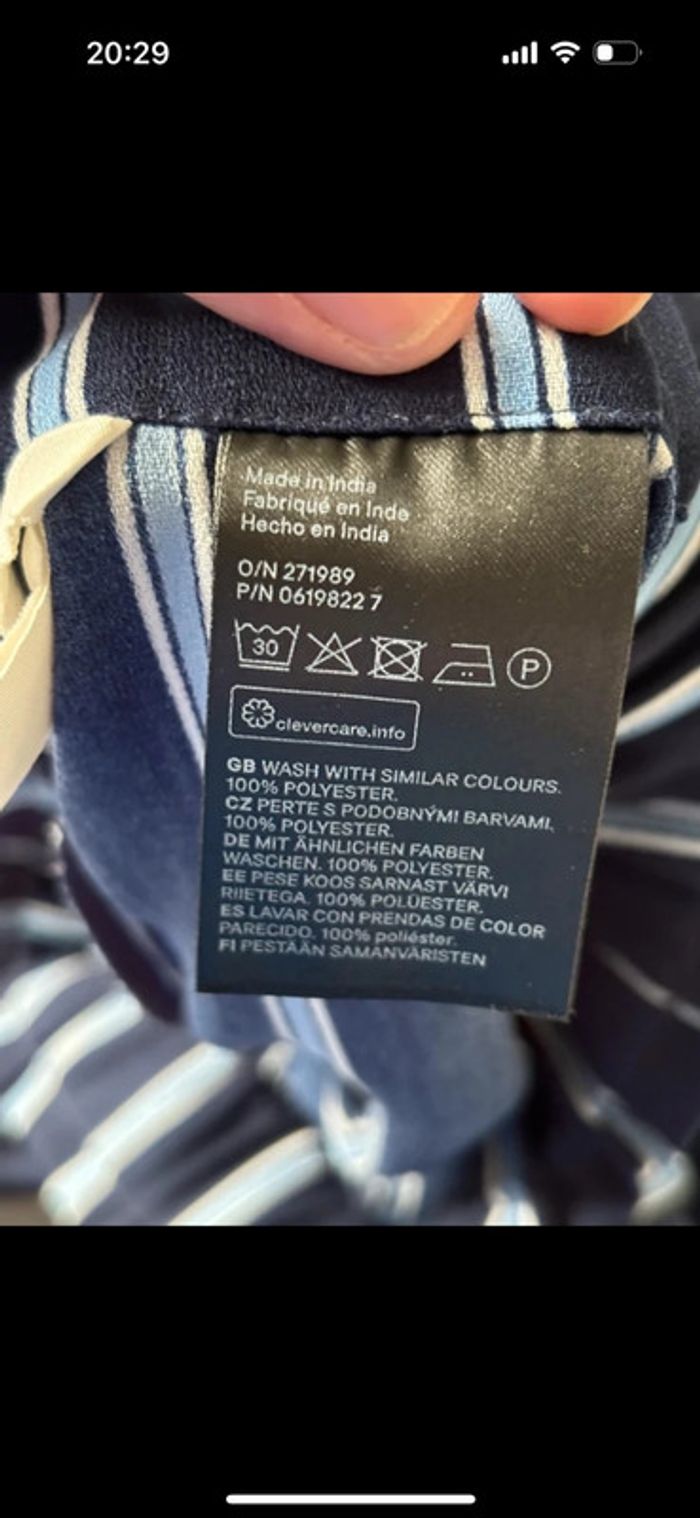 20:29
Made in India
Fabriqué en Inde
Hecho en India
O/N 271989
P/N 0619822 7
30
P
clevercare.info
GB WASH WITH SIMILAR COLOURS.
100% POLYESTER.
CZ PERTE S PODOBNÝMI BARVAMI.
100% POLYESTER.
DE MIT ÄHNLICHEN FARBEN
WASCHEN. 100% POLYESTER.
EE PESE KOOS SARNAST VÄRVI
RIIETEGA. 100% POLÜESTER.
ES LAVAR CON PRENDAS DE COLOR
PARECIDO. 100% poliéster.
FI PESTÄÄN SAMANVÄRISTEN